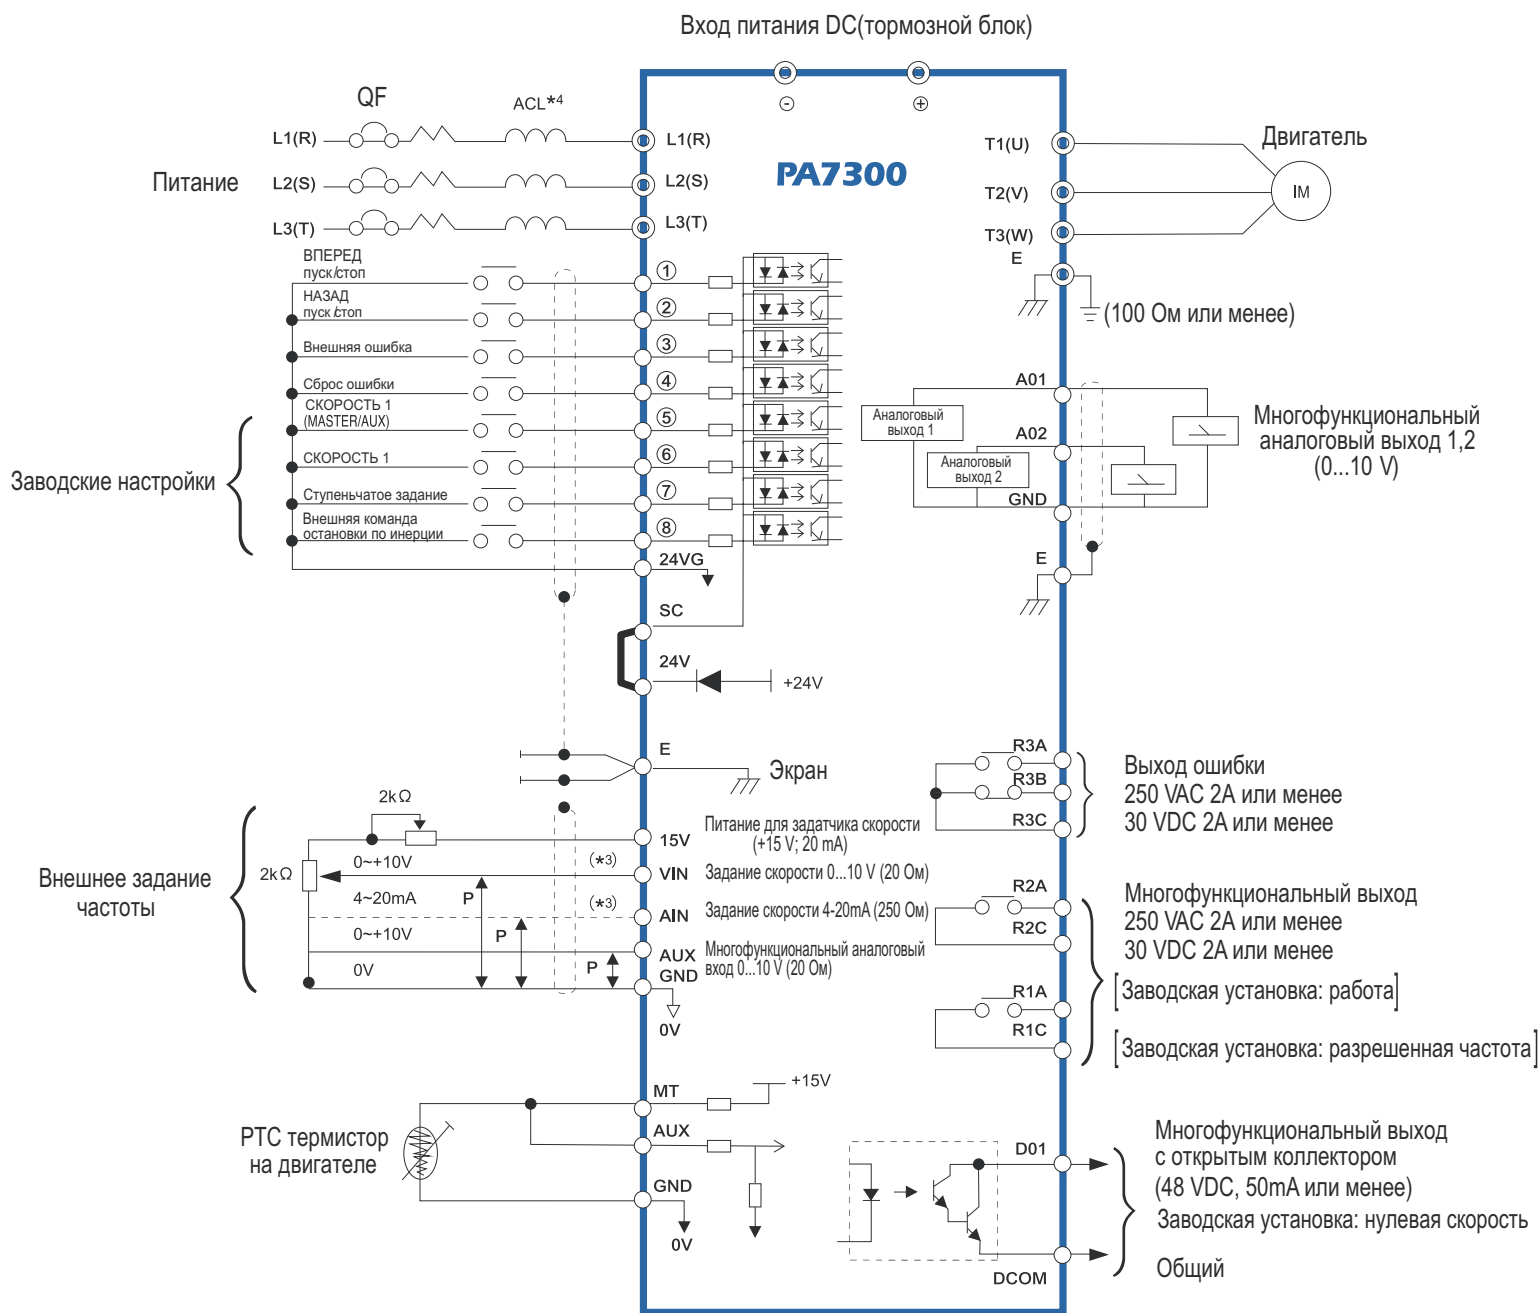 Вход питания DC(тормозной блок)
QF
ACL*4
L1(R)
L2(S)
L3(T)
Питание
- +
L1(R)
L2(S)
L3(T)
PA7300
T1(U)
T2(V)
T3(W)
E
Двигатель
IM
(100 Ом или менее)
ВПЕРЕД
пуск/стоп
НАЗАД
пуск/стоп
Внешняя ошибка
Сброс ошибки
СКОРОСТЬ 1
(MASTER/AUX)
СКОРОСТЬ 1
Ступеньчатое задание
Внешняя команда
остановки по инерции
Заводские настройки
①
②
③
④
⑤
⑥
⑦
⑧
24VG
SC
24V
+24V
A01
Аналоговый
выход 1
A02
Аналоговый
выход 2
GND
E
Многофункциональный
аналоговый выход 1,2
(0...10 V)
E
Экран
Внешнее задание
частоты
2kΩ
2kΩ
0~+10V
4~20mA
0~+10V
0V
(*3)
(*3)
P
P
P
15V
VIN
AIN
AUX
GND
0V
Питание для задатчика скорости
(+15 V; 20 mA)
Задание скорости 0...10 V (20 Ом)
Задание скорости 4-20mA (250 Ом)
Многофункциональный аналоговый
вход 0...10 V (20 Ом)
R3A
R3B
R3C
Выход ошибки
250 VAC 2A или менее
30 VDC 2A или менее
R2A
R2C
R1A
R1C
Многофункциональный выход
250 VAC 2A или менее
30 VDC 2A или менее
[Заводская установка: работа]
[Заводская установка: разрешенная частота]
PTC термистор
на двигателе
MT
+15V
AUX
GND
0V
D01
DCOM
Многофункциональный выход
с открытым коллектором
(48 VDC, 50mA или менее)
Заводская установка: нулевая скорость
Общий